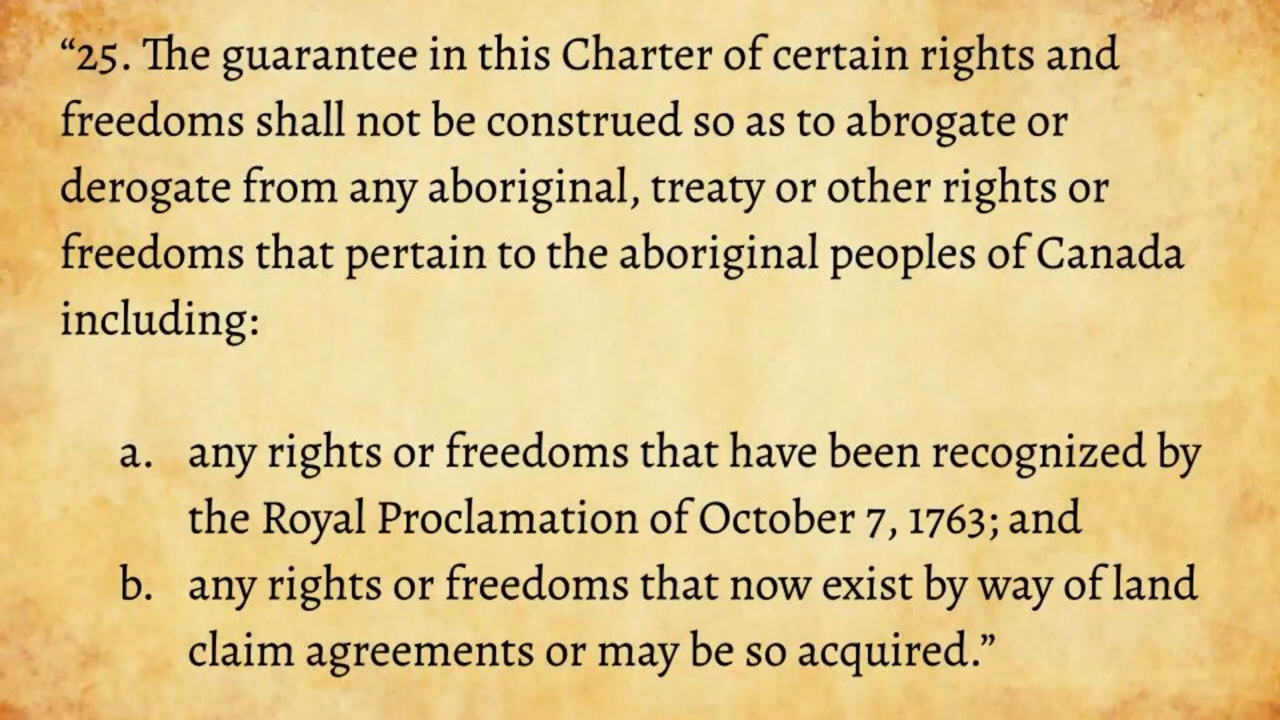 “25. The guarantee in this Charter of certain rights and
freedoms shall not be construed so as to abrogate or
derogate from any aboriginal, treaty or other rights or
freedoms that pertain to the aboriginal peoples of Canada
including:
a. any rights or freedoms that have been recognized by
the Royal Proclamation of October 7, 1763; and
b. any rights or freedoms that now exist by way of land
claim agreements or may be so acquired.”